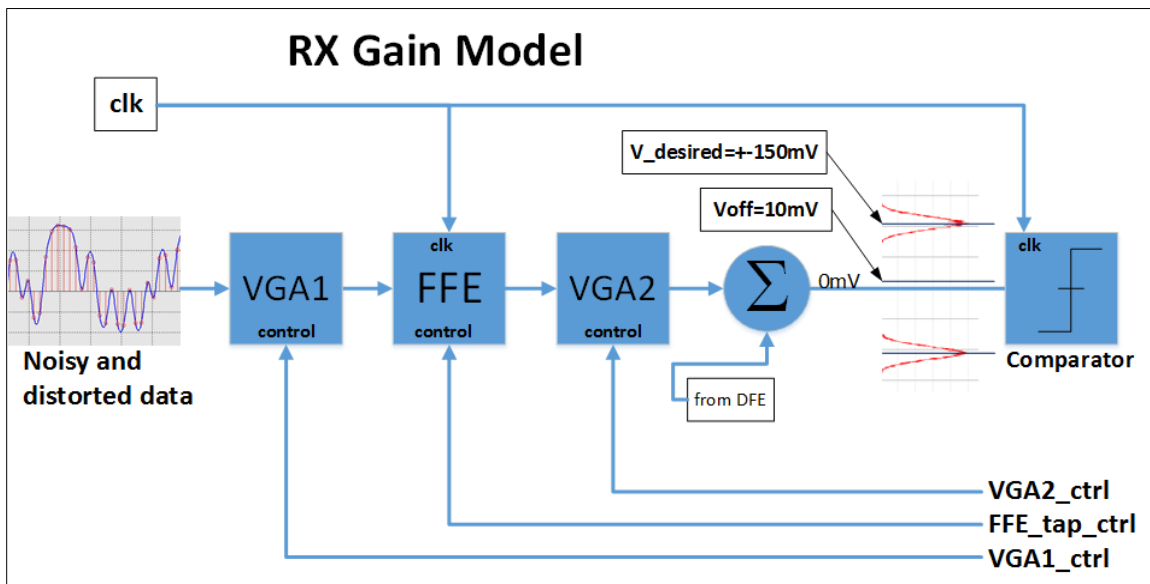 RX Gain Model
clk
V_desired=+-150mV
Voff=10mV
clk
clk
VGA1
FFE
VGA2
Σ
0mV
control
control
control
Noisy and
distorted data
Comparator
from DFE
VGA2_ctrl
FFE_tap_ctrl
VGA1_ctrl